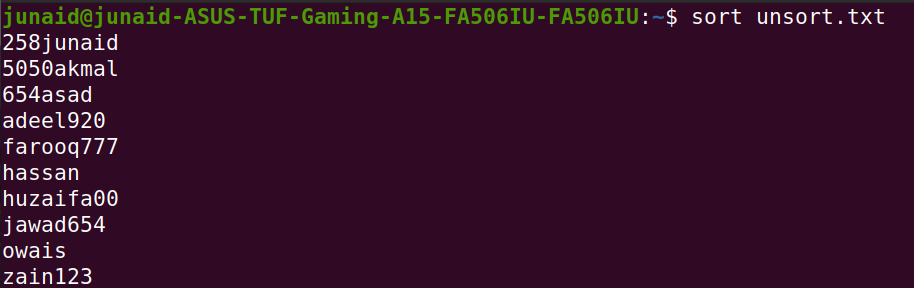 junaid@junaid-ASUS-TUF-Gaming-A15-FA506IU-FA506IU:~$ sort unsort.txt
258junaid
5050akmal
654asad
adeel920
farooq777
hassan
huzaifa00
jawad654
owais
zain123